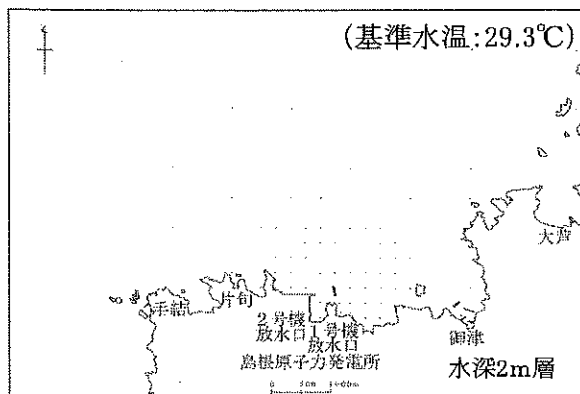 (基準水温:29.3℃)
大芦
手結
片句
2号機
放水口
1号機
放水口
御津
島根原子力発電所
水深2m層